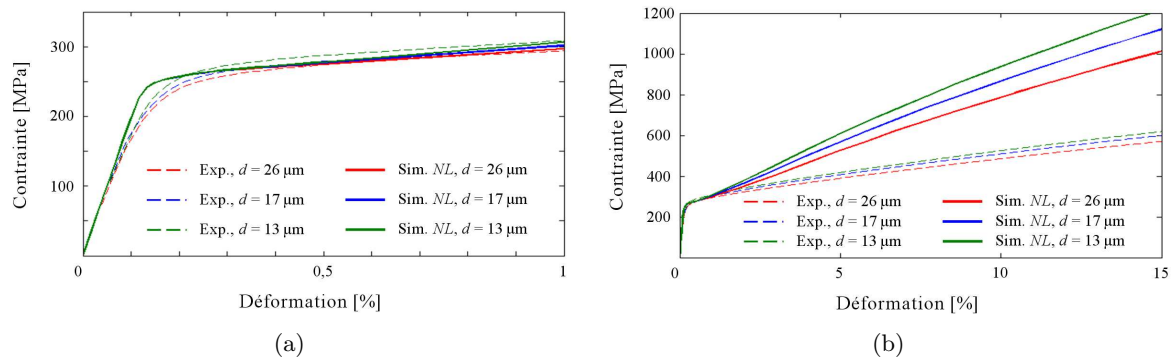 Contrainte [MPa]
300
200
100
0
0,5
1
Exp., d = 26 µm
Exp., d = 17 µm
Exp., d = 13 µm
Sim. NL, d = 26 µm
Sim. NL, d = 17 µm
Sim. NL, d = 13 µm
Déformation [%]
(a)
Contrainte [MPa]
1200
1000
800
600
400
200
0
5
10
15
Exp., d = 26 µm
Exp., d = 17 µm
Exp., d = 13 µm
Sim. NL, d = 26 µm
Sim. NL, d = 17 µm
Sim. NL, d = 13 µm
Déformation [%]
(b)